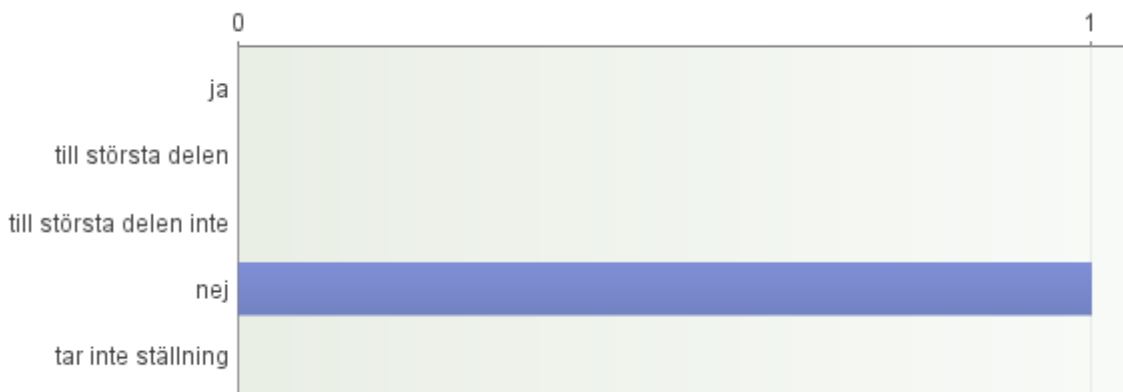 0 1
ja
till största delen
till största delen inte
nej
tar inte ställning